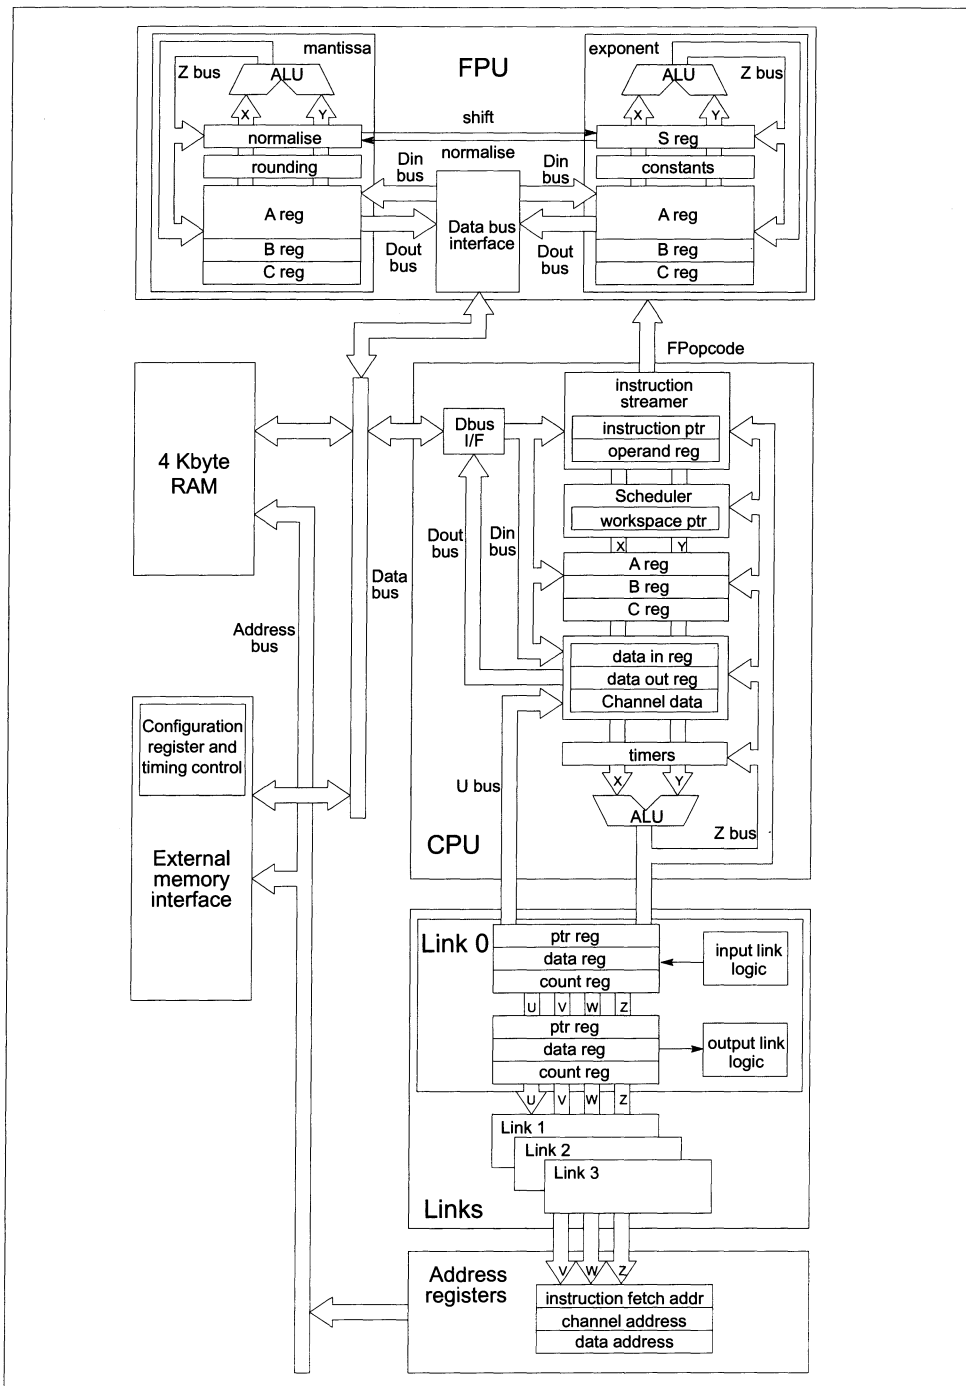 mantissa
FPU
exponent
Z bus
ALU
ALU
Z bus
X
Y
X
Y
shift
normalise
S reg
normalise
rounding
Din
bus
Din
bus
constants
A reg
Data bus
interface
A reg
Dout
bus
Dout
bus
B reg
B reg
C reg
C reg
FPopcode
instruction
streamer
instruction ptr
operand reg
Dbus
I/F
4 Kbyte
RAM
Scheduler
workspace ptr
Dout
bus
Din
bus
X
Y
A reg
B reg
C reg
Data
bus
Address
bus
data in reg
data out reg
Channel data
Configuration
register and
timing control
timers
X
Y
U bus
ALU
Z bus
CPU
External
memory
interface
Link 0
ptr reg
data reg
count reg
input link
logic
U
V
W
Z
ptr reg
data reg
count reg
output link
logic
U
V
W
Z
Link 1
Link 2
Link 3
Links
V
W
Z
Address
registers
instruction fetch addr
channel address
data address